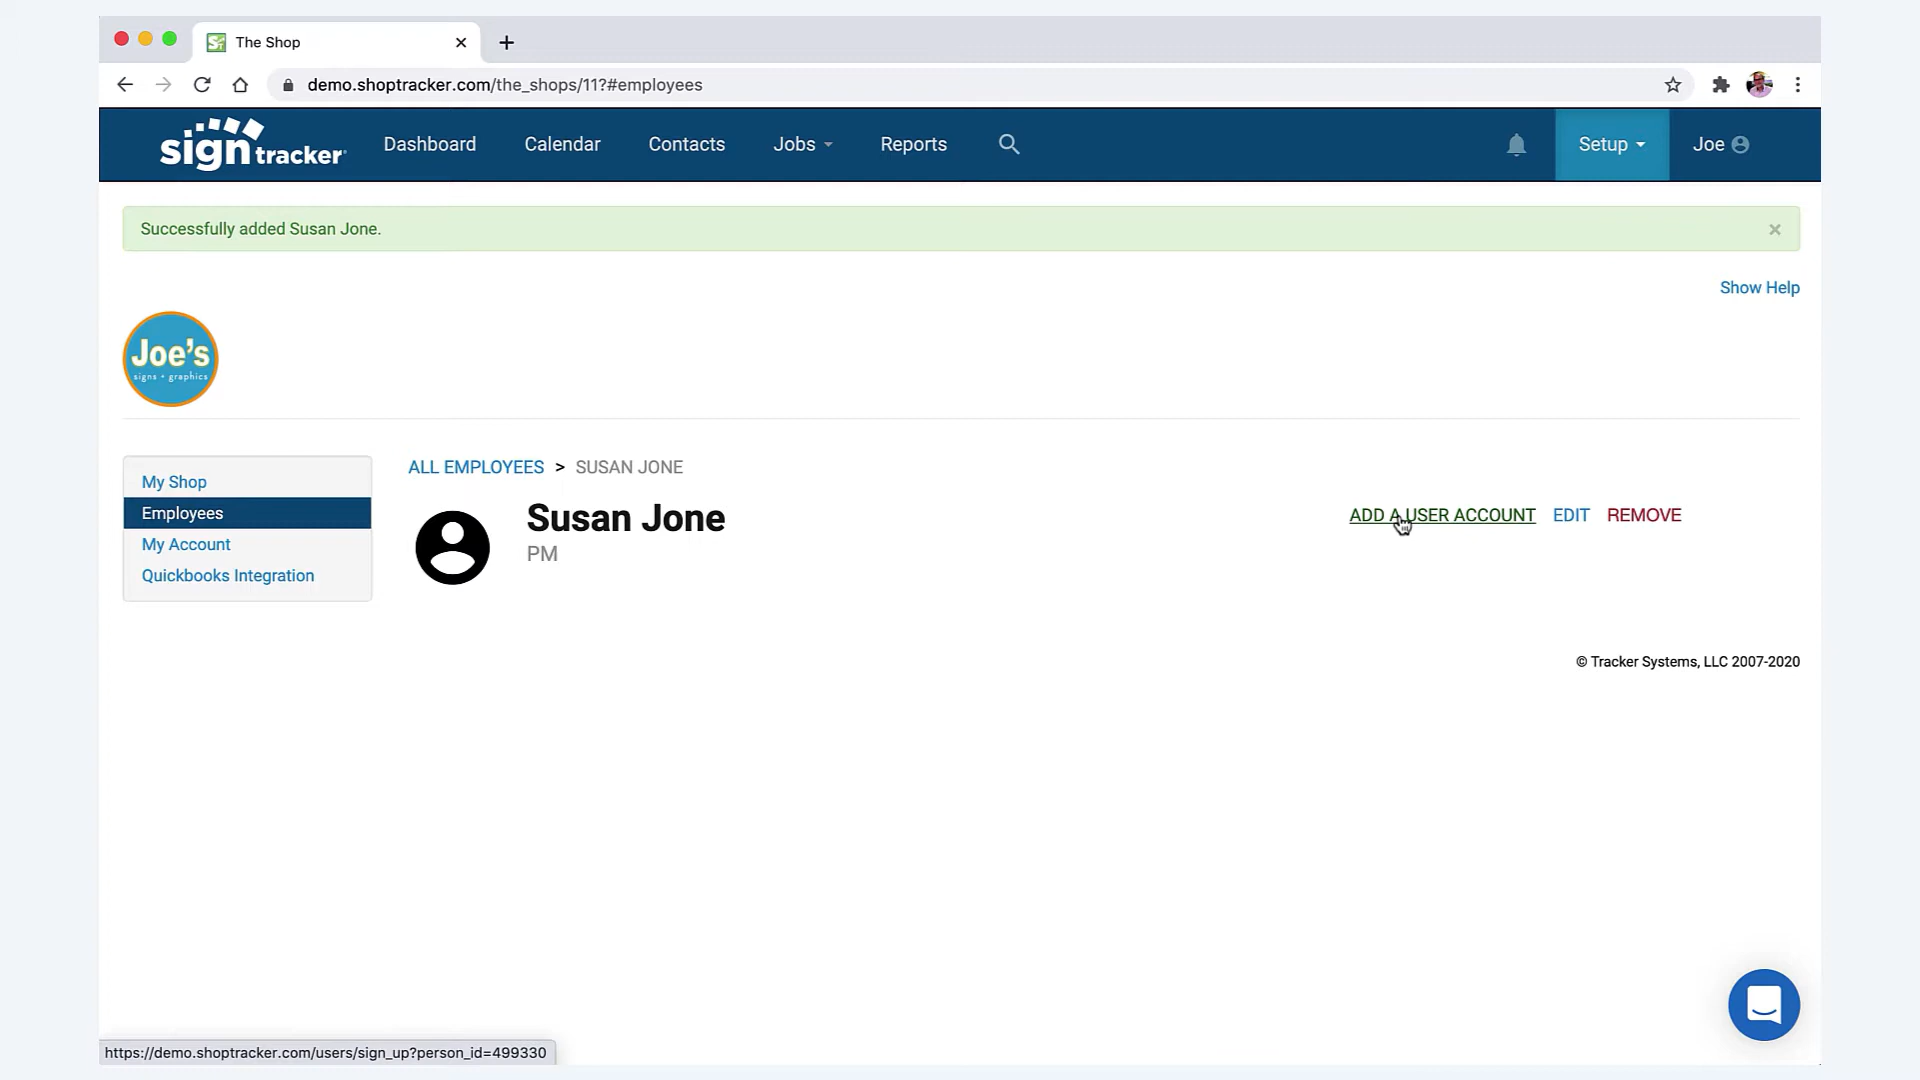 The Shop
demo.shoptracker.com/the_shops/11?#employees
sign tracker Dashboard Calendar Contacts Jobs Reports Setup Joe
Successfully added Susan Jone.
Show Help
Joe's
signs + graphics
My Shop
Employees
My Account
Quickbooks Integration
ALL EMPLOYEES > SUSAN JONE
Susan Jone
PM
ADD A USER ACCOUNT EDIT REMOVE
© Tracker Systems, LLC 2007-2020
https://demo.shoptracker.com/users/sign_up?person_id=499330